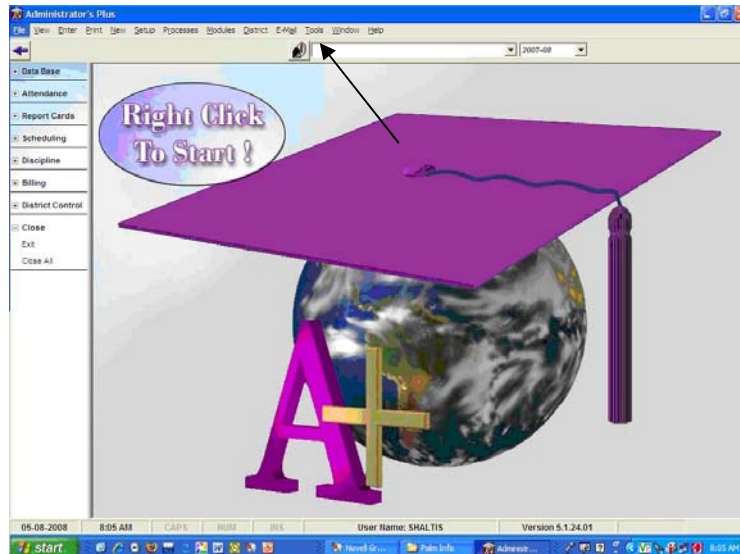 Administrator's Plus
File View Enter Print New Setup Processes Modules District E-Mail Tools Window Help
2007-08
Data Base
Attendance
Report Cards
Scheduling
Discipline
Billing
District Control
Close
Exit
Close All
Right Click
To Start !
A+
05-08-2008 8:05 AM CAPS NUM INS User Name: SHALTIS Version 5.1.24.01
start Novell Gr... Palm Info Administr... 8:05 AM